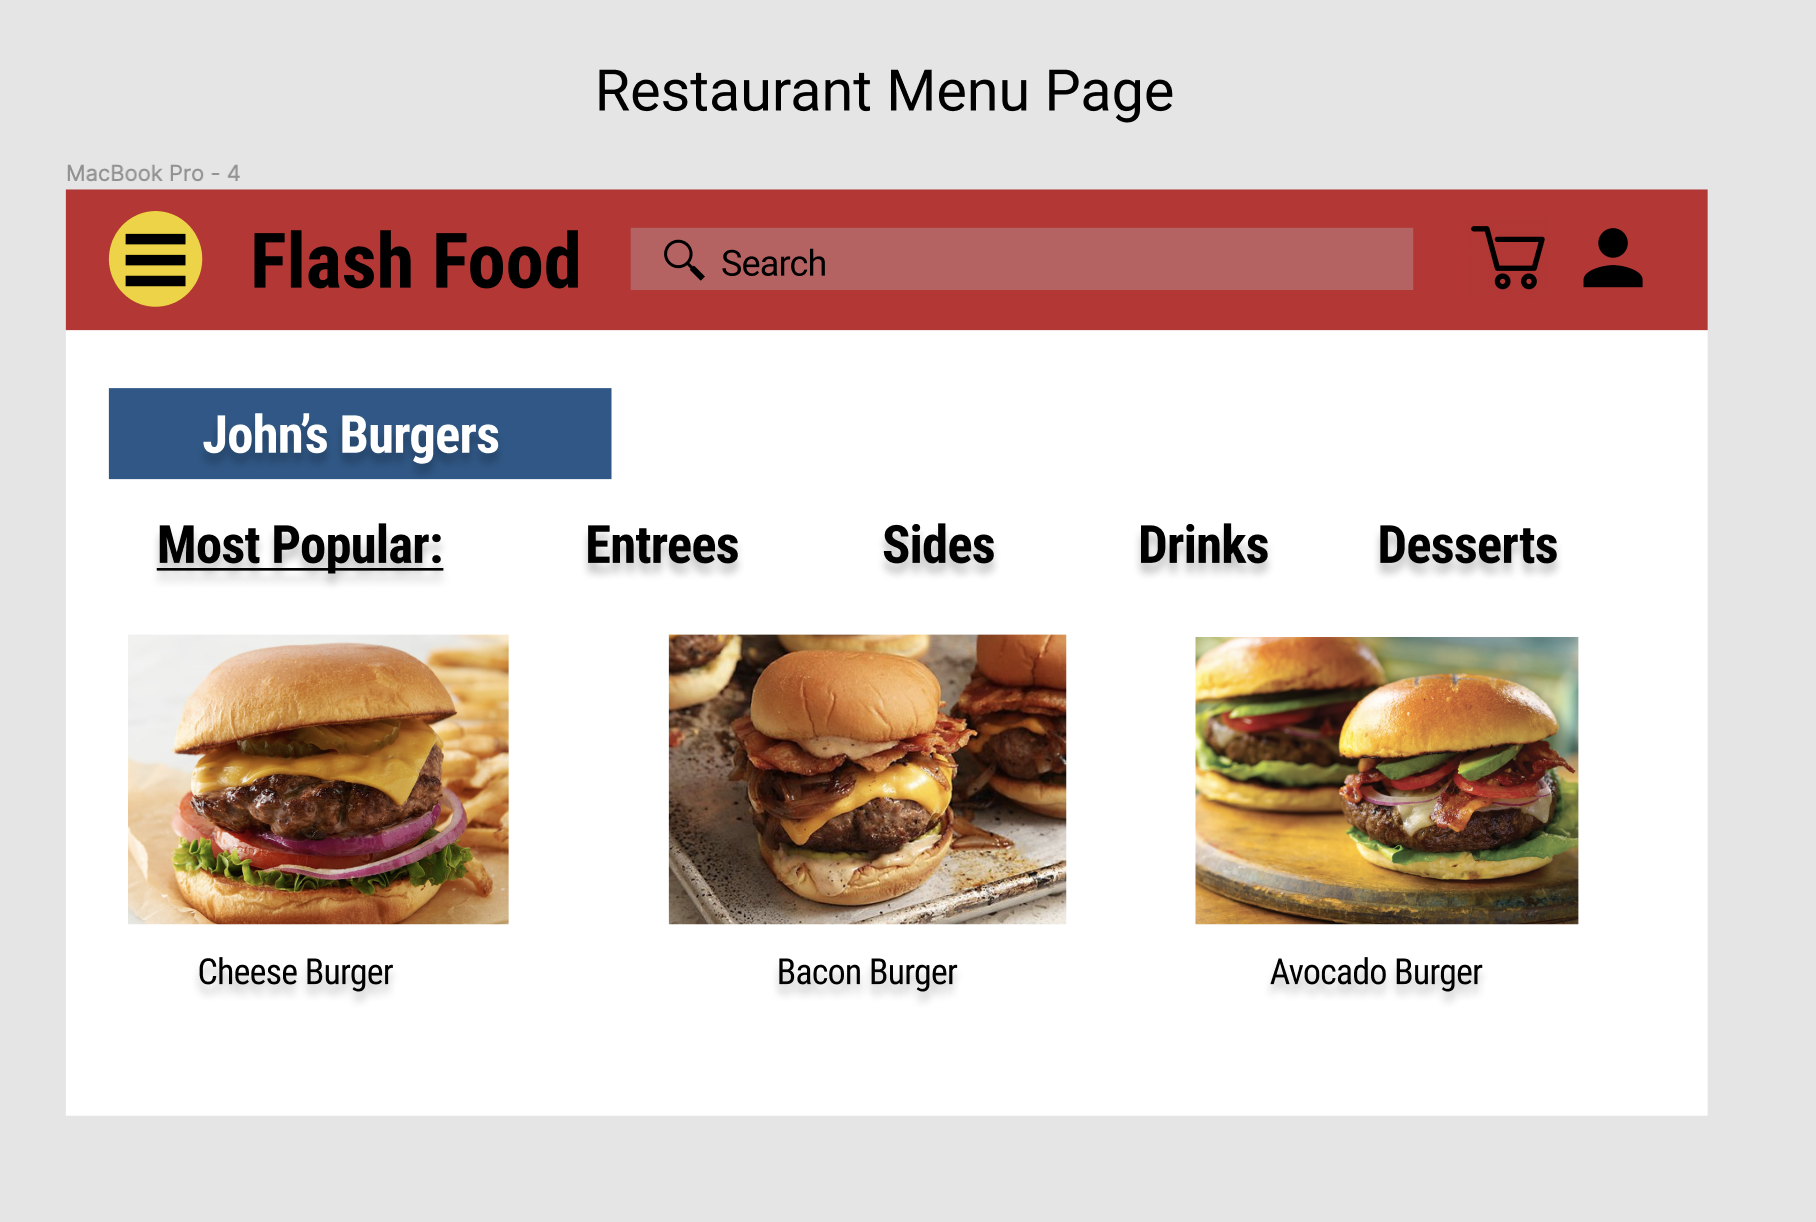 Restaurant Menu Page
MacBook Pro - 4
Flash Food
Search
John’s Burgers
Most Popular:
Entrees
Sides
Drinks
Desserts
Cheese Burger
Bacon Burger
Avocado Burger